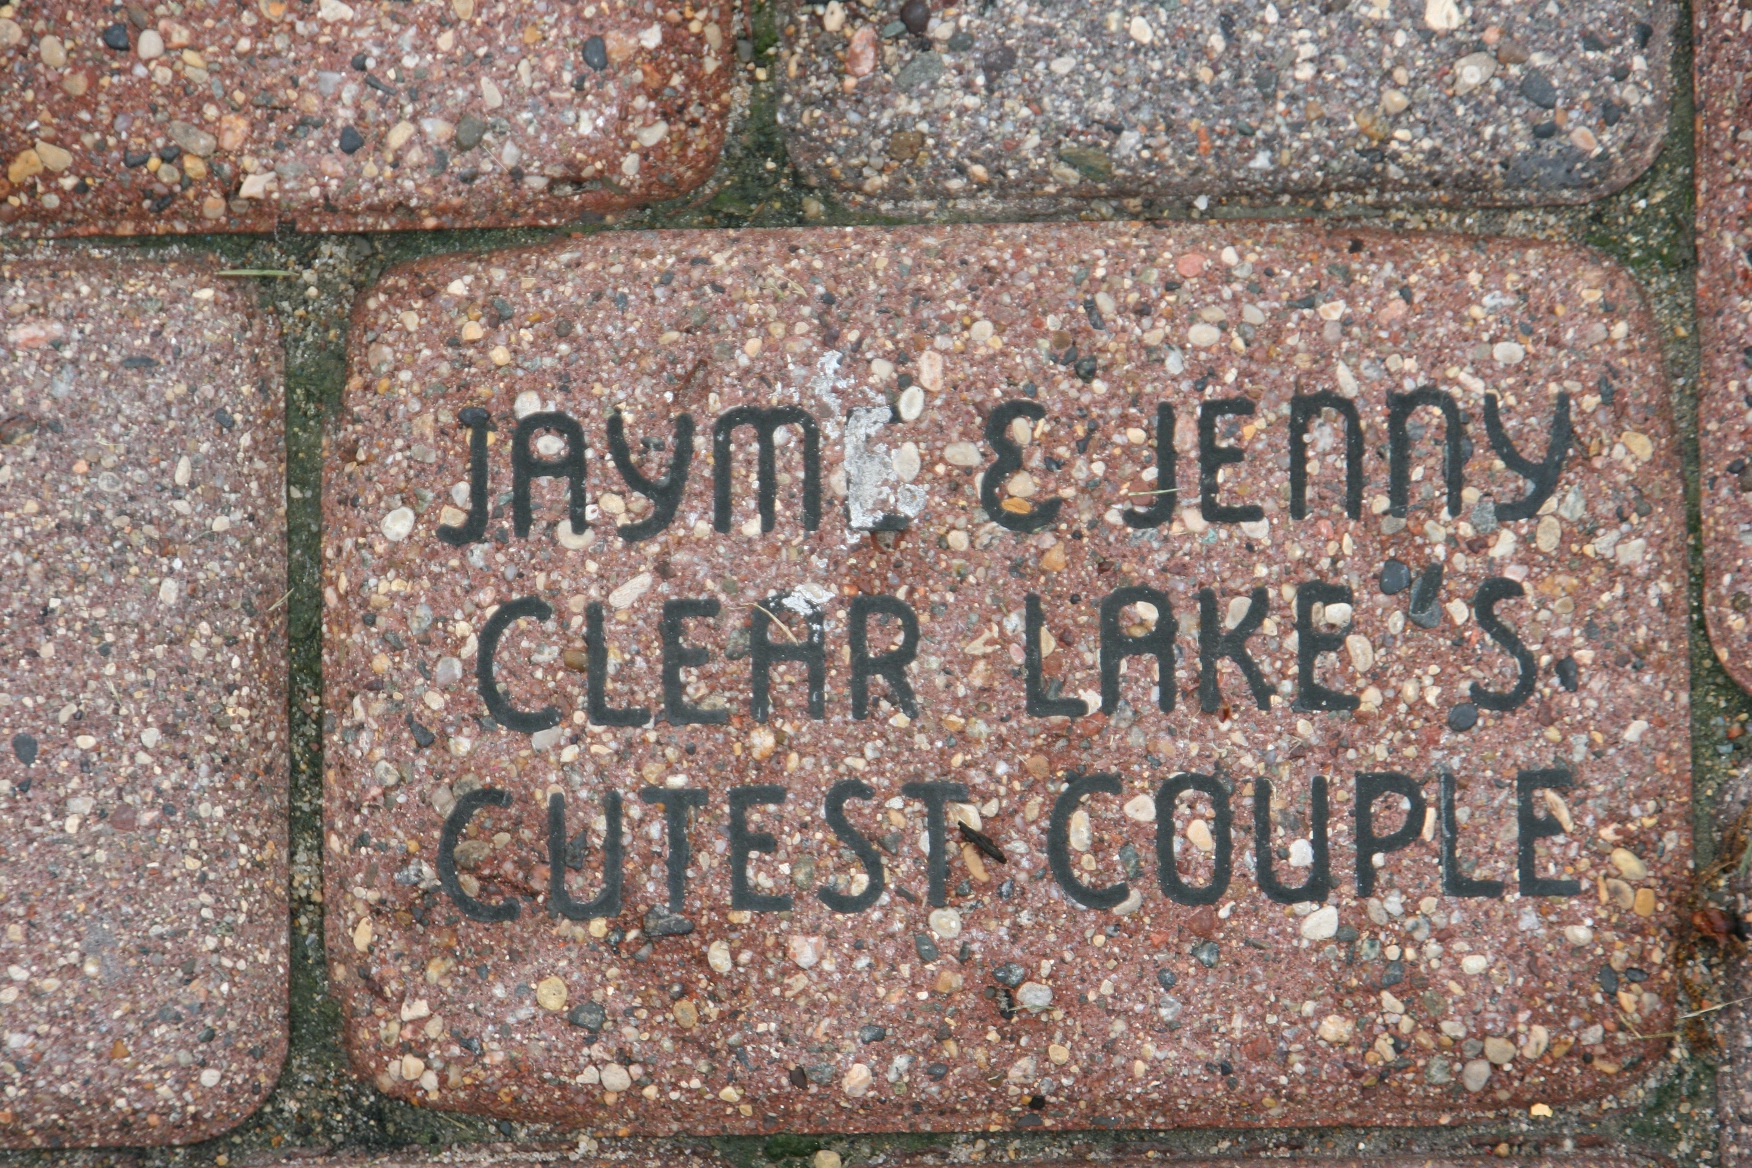 JAYME & JENNY
CLEAR LAKE'S.
CUTEST COUPLE